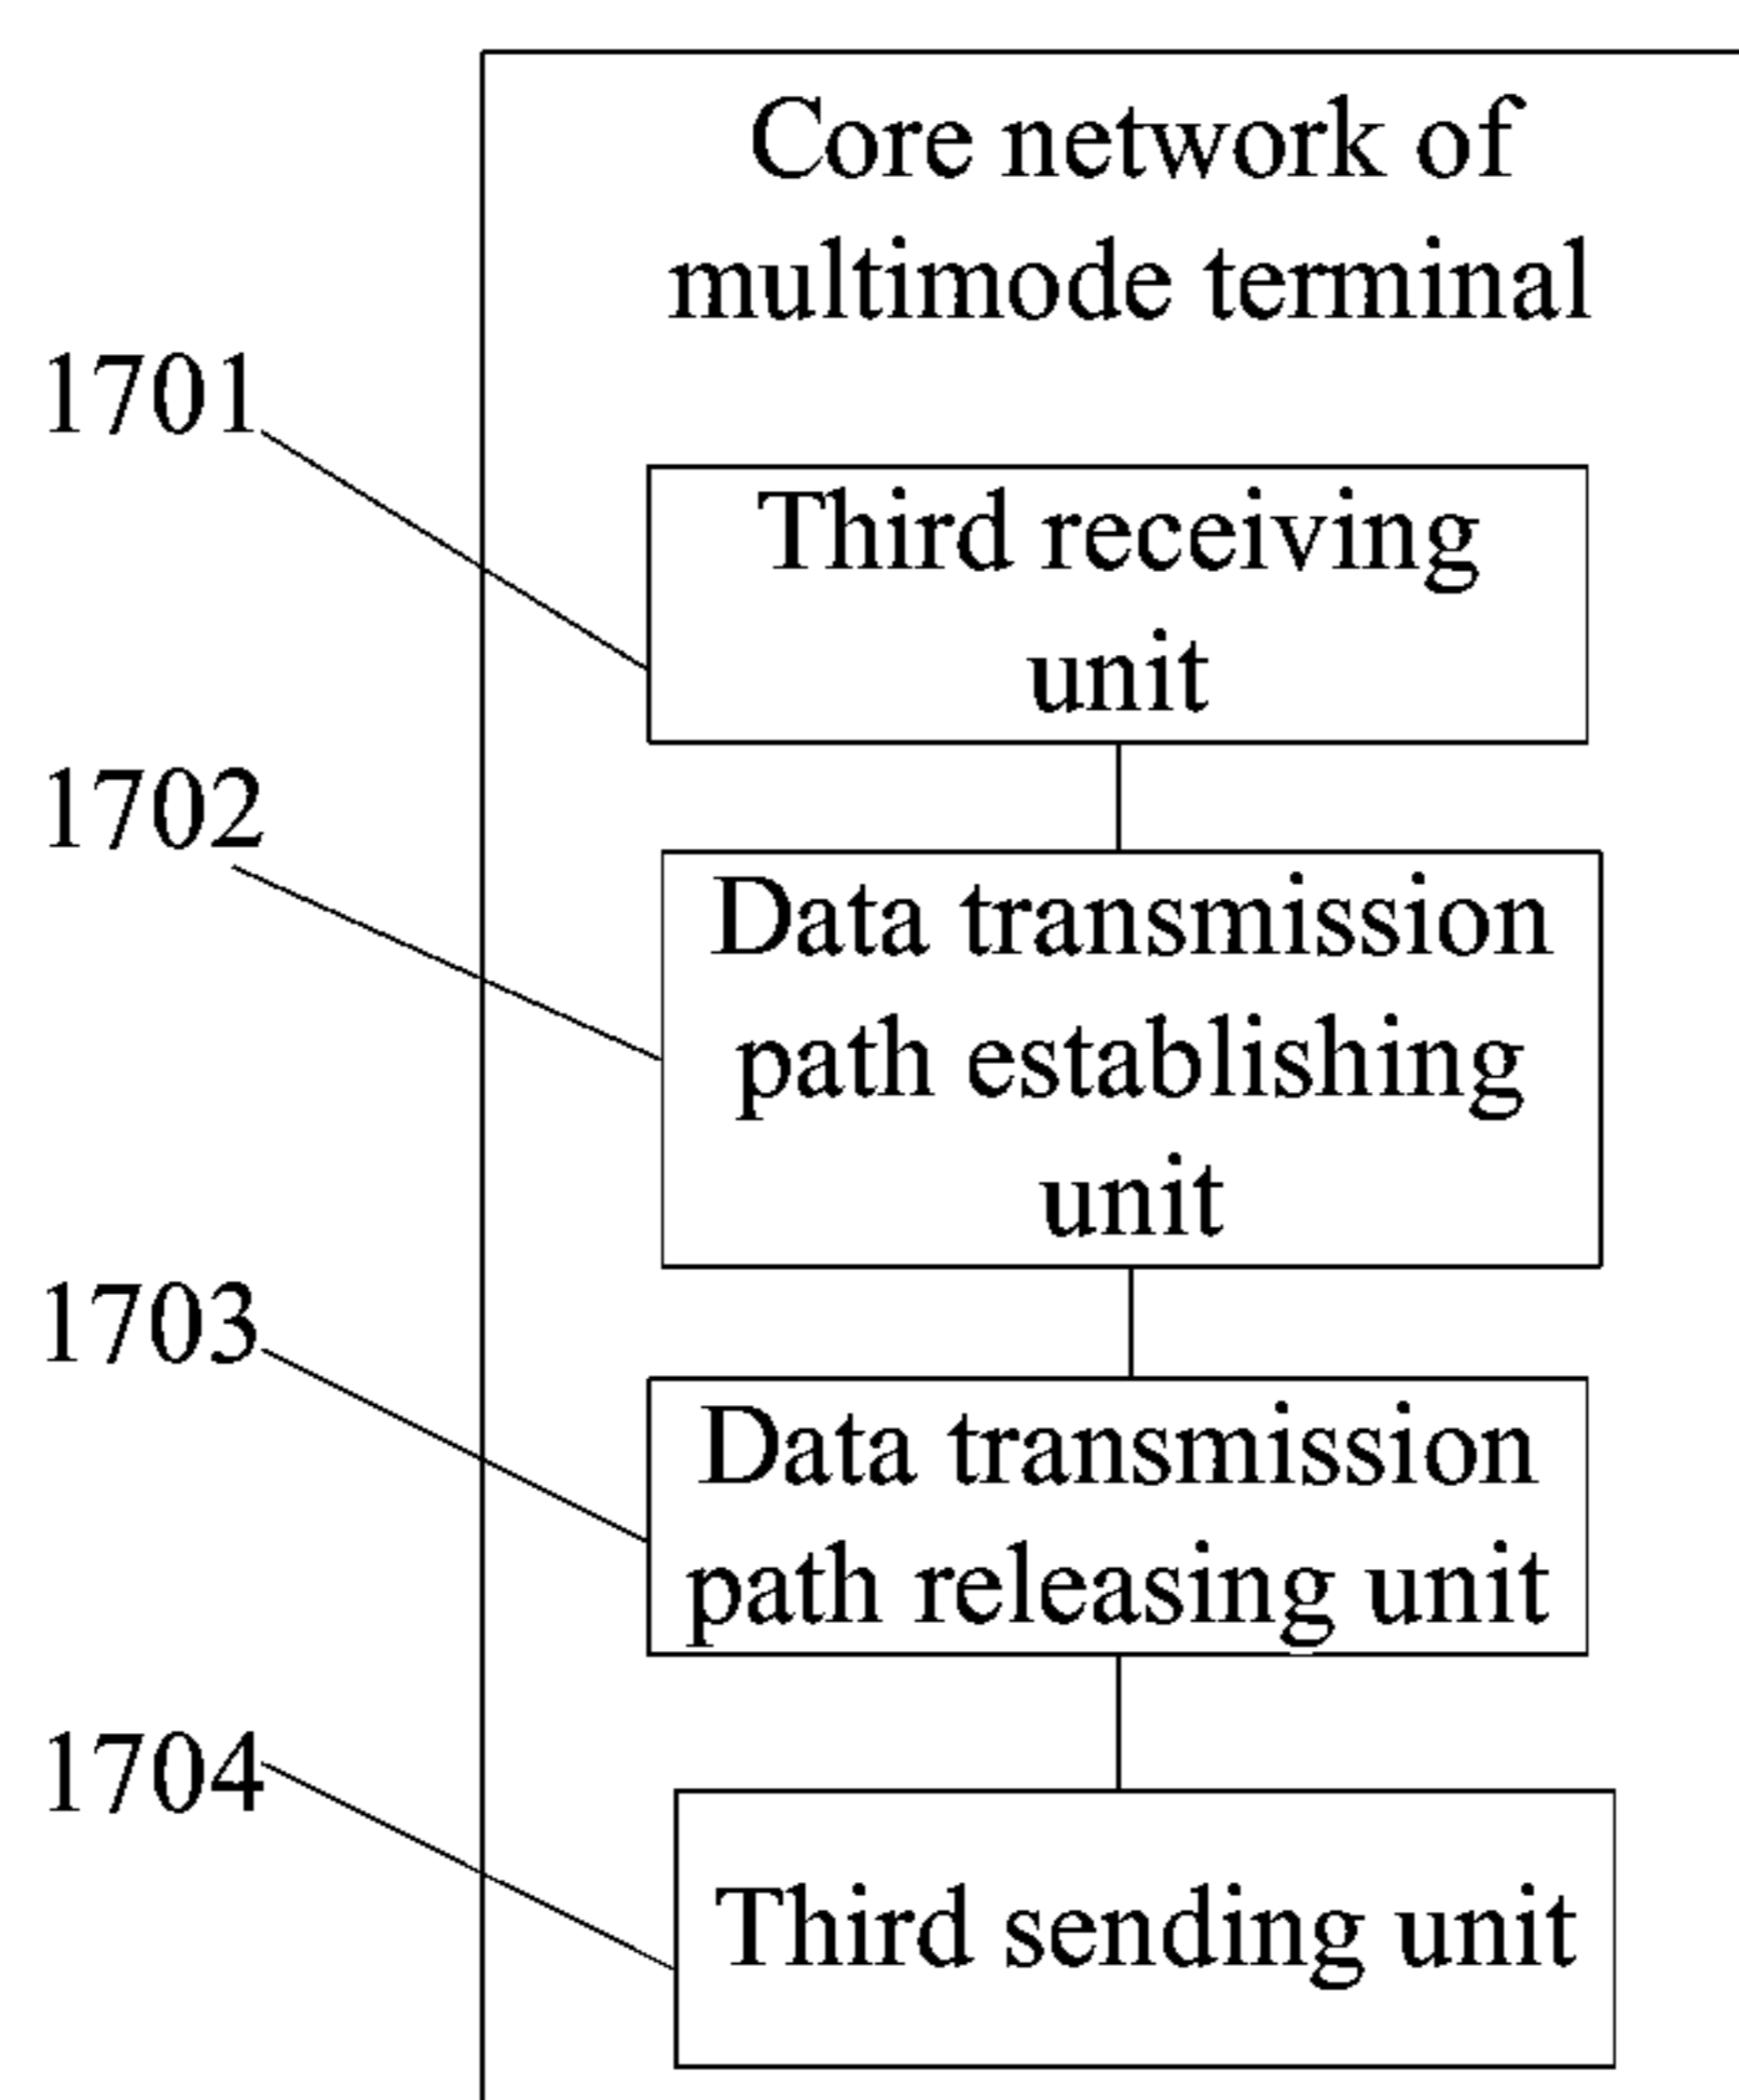 Core network of
multimode terminal
1701
Third receiving
unit
1702
Data transmission
path establishing
unit
1703
Data transmission
path releasing unit
1704
Third sending unit